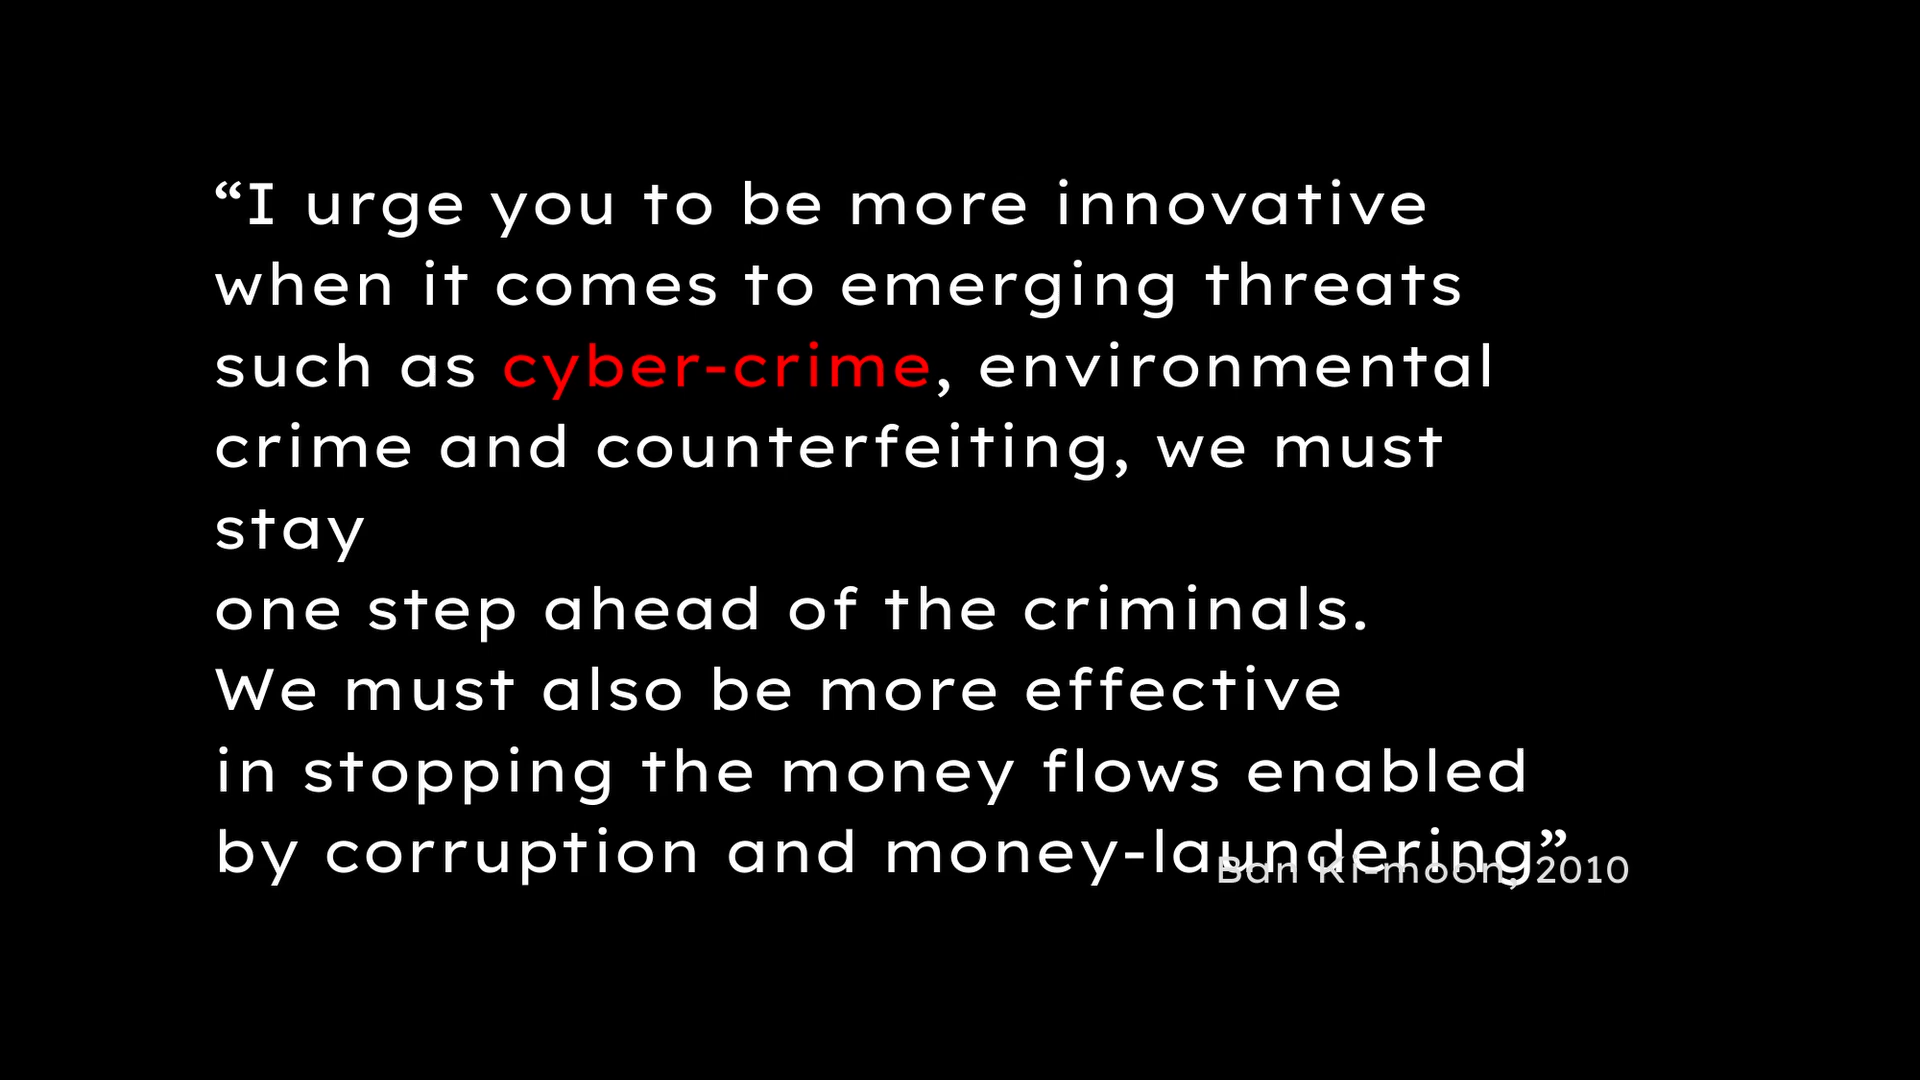 “I urge you to be more innovative
when it comes to emerging threats
such as cyber-crime, environmental
crime and counterfeiting, we must
stay
one step ahead of the criminals.
We must also be more effective
in stopping the money flows enabled
by corruption and money-laundering”
Ban Ki-moon, 2010